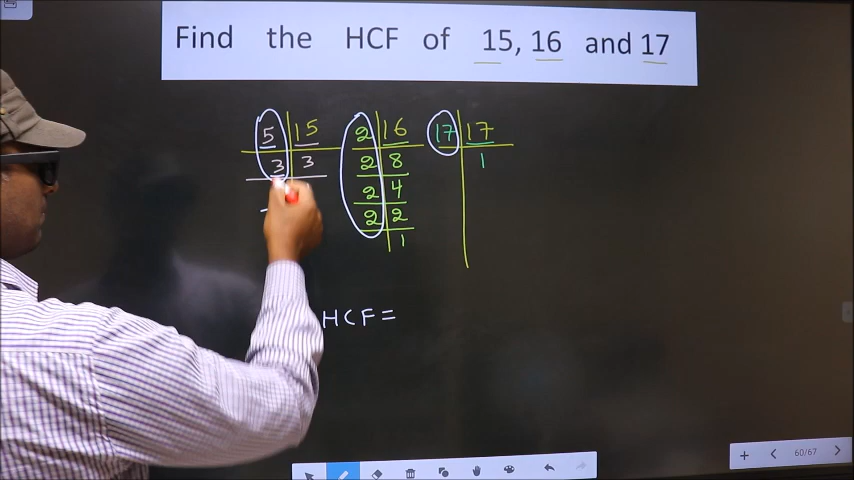 Find the HCF of 15, 16 and 17
5 15 2 16 17 17
3 3 2 8 1
2 4
2 2
1
HCF =
60/67